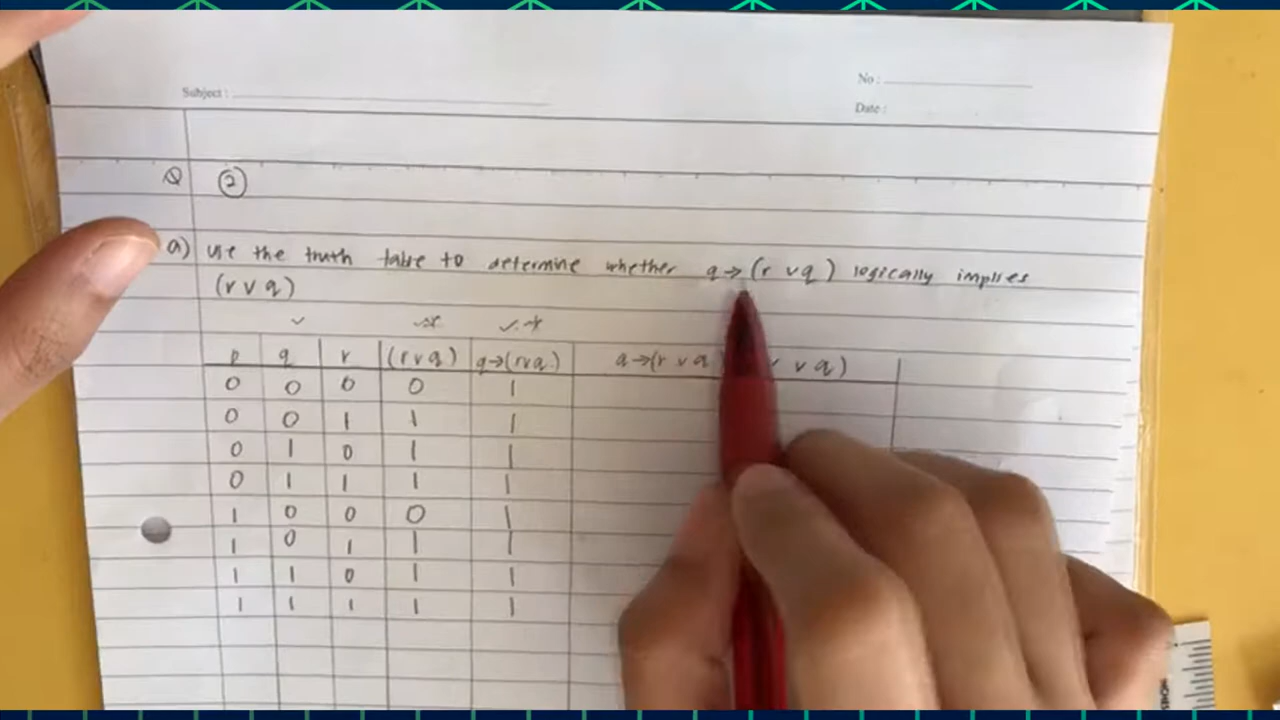 Subject :
No :
Date :
Q ②
a) use the truth table to determine whether q→(r ∨ q) logically implies
(r ∨ q)
p q r (r ∨ q) q→(r∨q) q→(r ∨ q ∨ q)
0 0 0 0 1
0 0 1 1 1
0 1 0 1 1
0 1 1 1 1
1 0 0 0 1
1 0 1 1 1
1 1 0 1 1
1 1 1 1 1